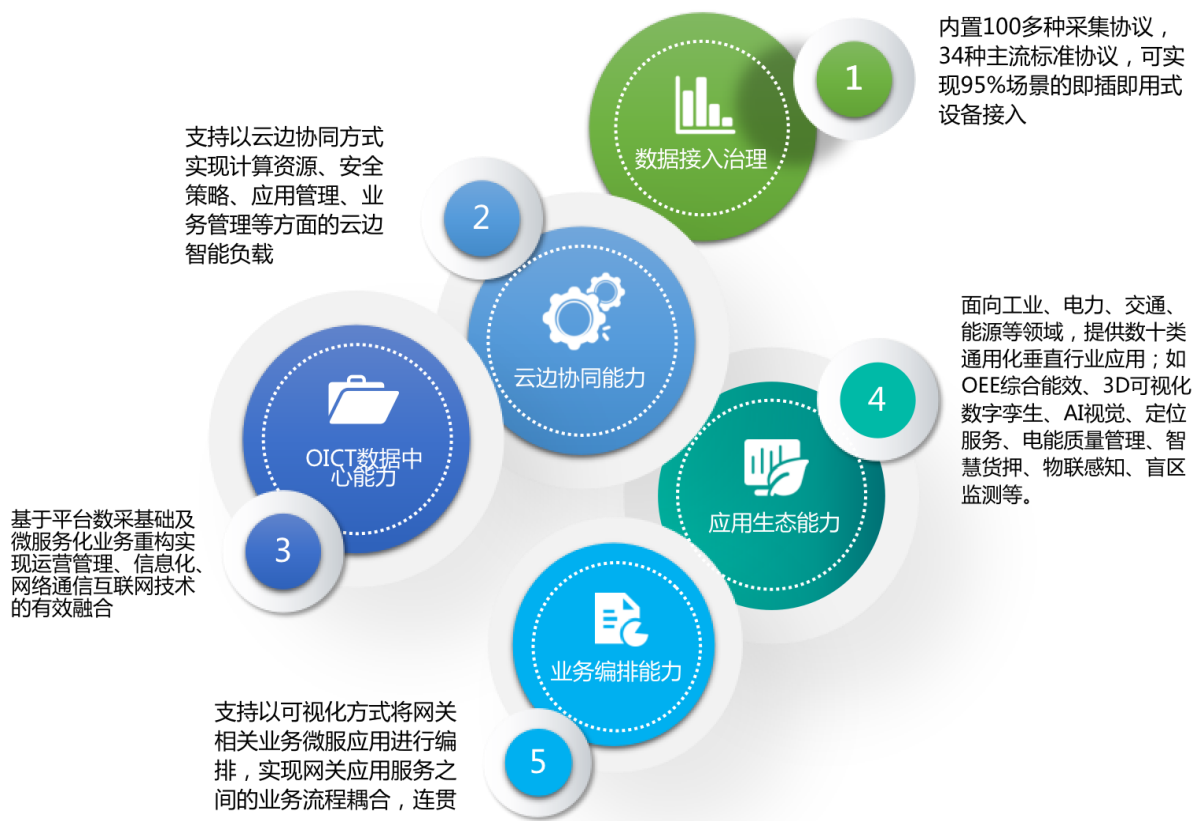 1
内置100多种采集协议，
34种主流标准协议，可实
现95%场景的即插即用式
设备接入
数据接入治理
2
支持以云边协同方式
实现计算资源、安全
策略、应用管理、业
务管理等方面的云边
智能负载
云边协同能力
3
OICT数据中
心能力
基于平台数采基础及
微服务化业务重构实
现运营管理、信息化、
网络通信互联网技术
的有效融合
4
面向工业、电力、交通、
能源等领域，提供数十类
通用化垂直行业应用；如
OEE综合能效、3D可视化
数字孪生、AI视觉、定位
服务、电能质量管理、智
慧货押、物联感知、盲区
监测等。
应用生态能力
业务编排能力
5
支持以可视化方式将网关
相关业务微服应用进行编
排，实现网关应用服务之
间的业务流程耦合，连贯